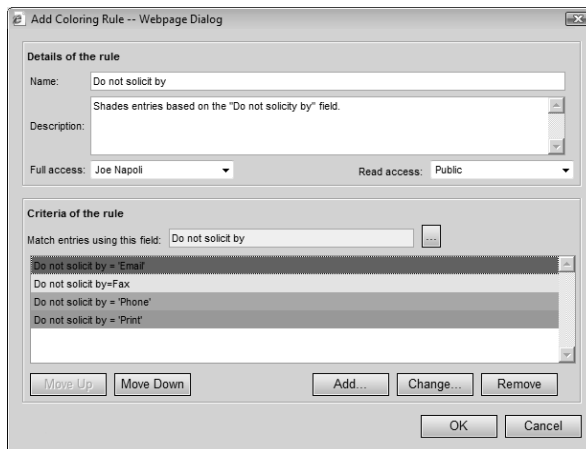 Add Coloring Rule -- Webpage Dialog
Details of the rule
Name: Do not solicit by
Shades entries based on the "Do not solicity by" field.
Description:
Full access: Joe Napoli Read access: Public
Criteria of the rule
Match entries using this field: Do not solicit by ...
Do not solicit by = 'Email'
Do not solicit by=Fax
Do not solicit by = 'Phone'
Do not solicit by = 'Print'
Move Up Move Down Add... Change... Remove
OK Cancel